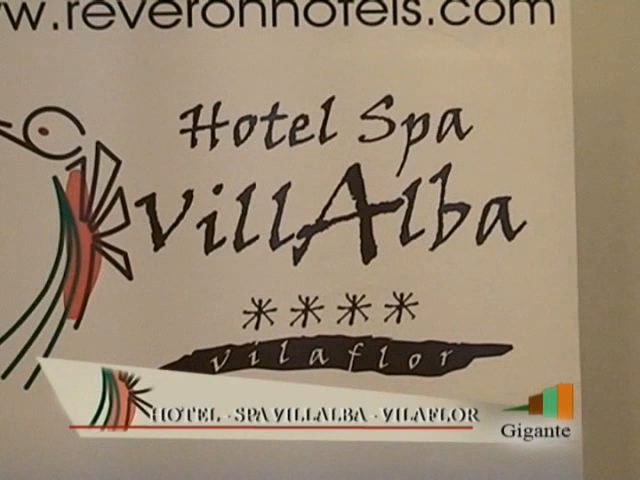 www.reveronhotels.com
Hotel Spa
VillAlba
****
Vilaflor
HOTEL - SPA VILLALBA - VILAFLOR
Gigante